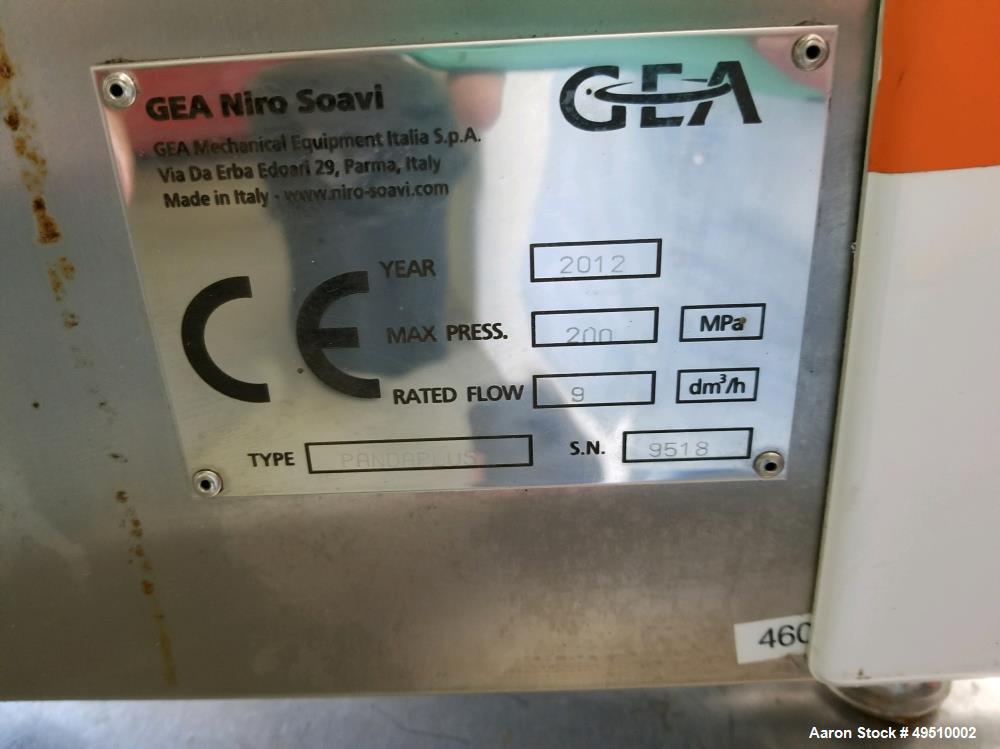 GEA Niro Soavi
GEA
GEA Mechanical Equipment Italia S.p.A.
Via Da Erba Edoari 29, Parma, Italy
Made in Italy - www.niro-soavi.com
CE
YEAR 2012
MAX PRESS. 200 MPa
RATED FLOW 9 dm³/h
TYPE PANDAPLUS S.N. 9518
460
Aaron Stock # 49510002